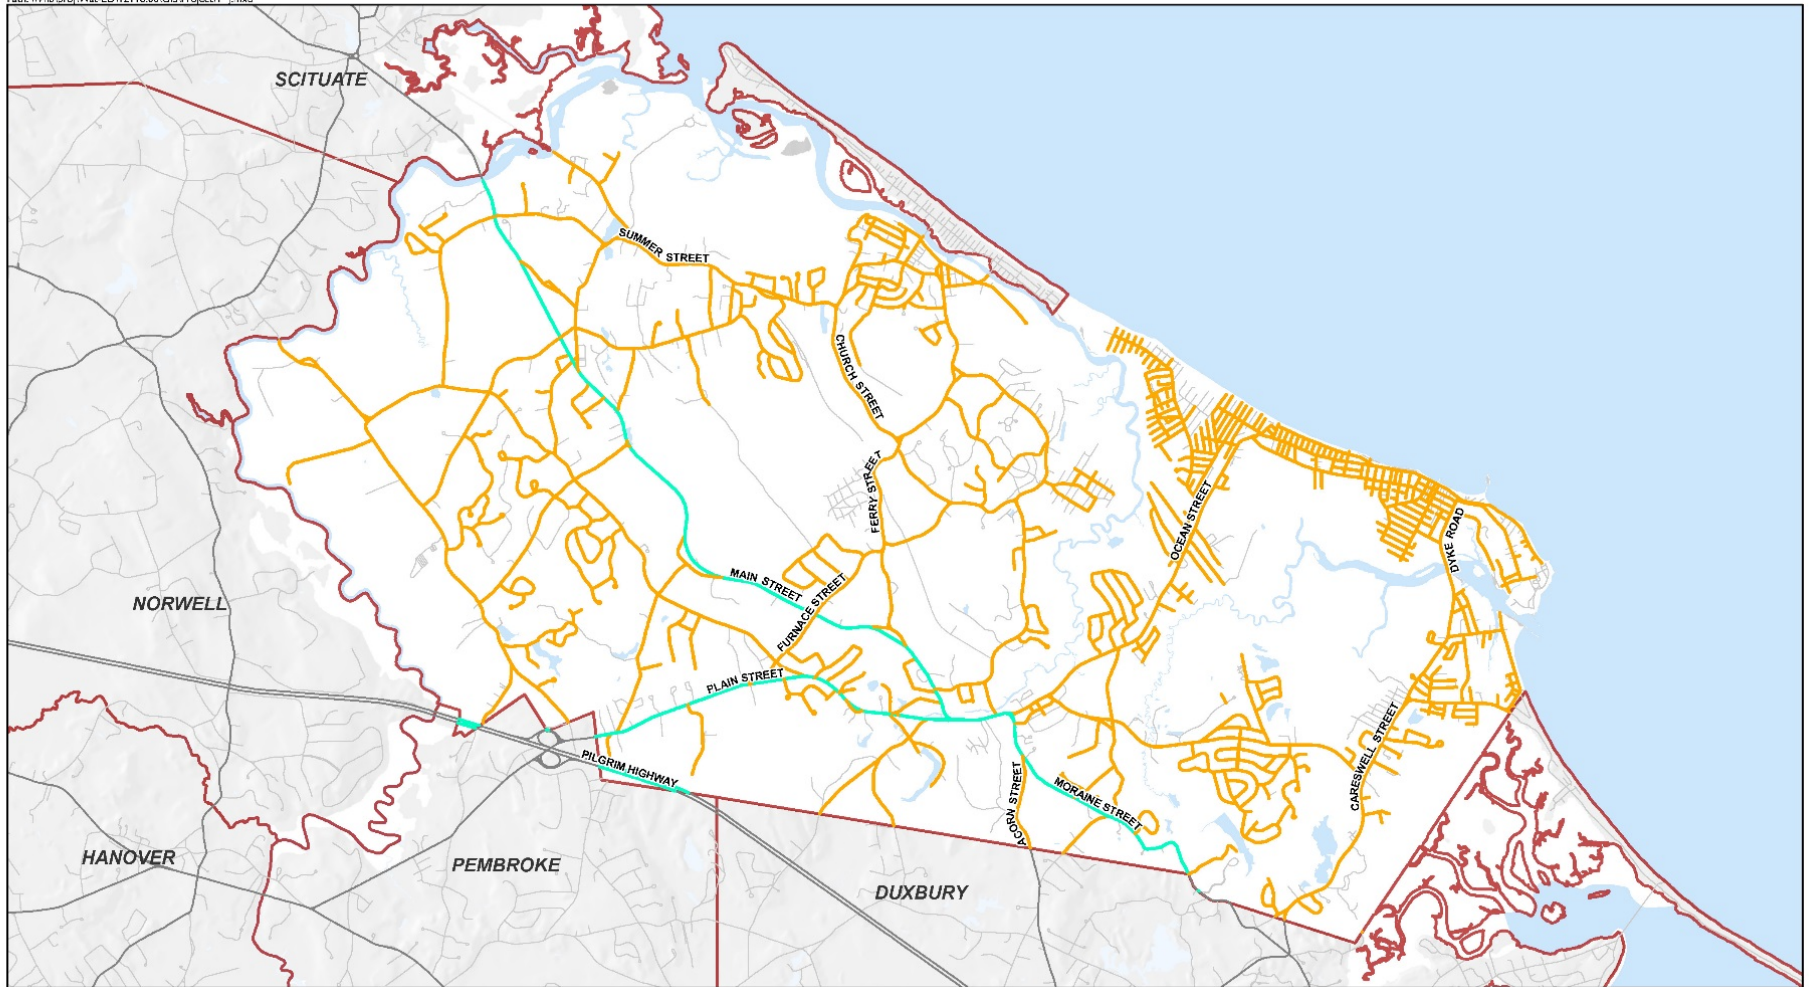 SCITUATE
SUMMER STREET
CHURCH STREET
FERRY STREET
OCEAN STREET
DYKE ROAD
MAIN STREET
FURNACE STREET
NORWELL
PLAIN STREET
PILGRIM HIGHWAY
CARESWELL STREET
ACORN STREET
MORAINE STREET
HANOVER
PEMBROKE
DUXBURY